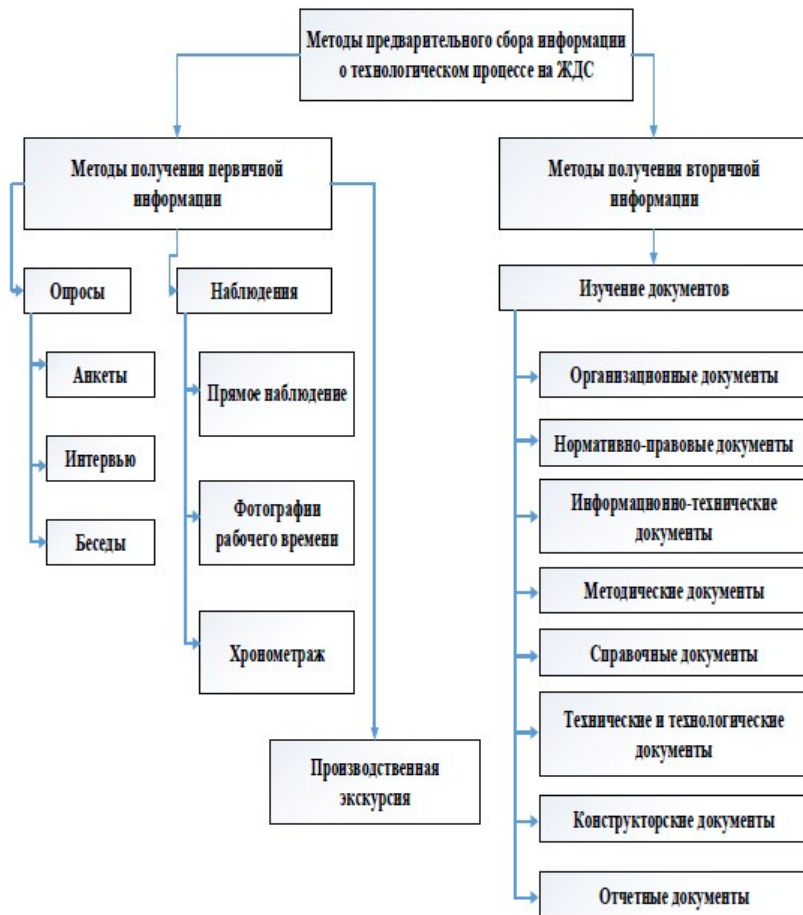 Методы предварительного сбора информации
о технологическом процессе на ЖДС
Методы получения первичной
информации
Методы получения вторичной
информации
Опросы
Наблюдения
Изучение документов
Анкеты
Интервью
Беседы
Прямое наблюдение
Фотографии
рабочего времени
Хронометраж
Производственная
экскурсия
Организационные документы
Нормативно-правовые документы
Информационно-технические
документы
Методические документы
Справочные документы
Технические и технологические
документы
Конструкторские документы
Отчетные документы